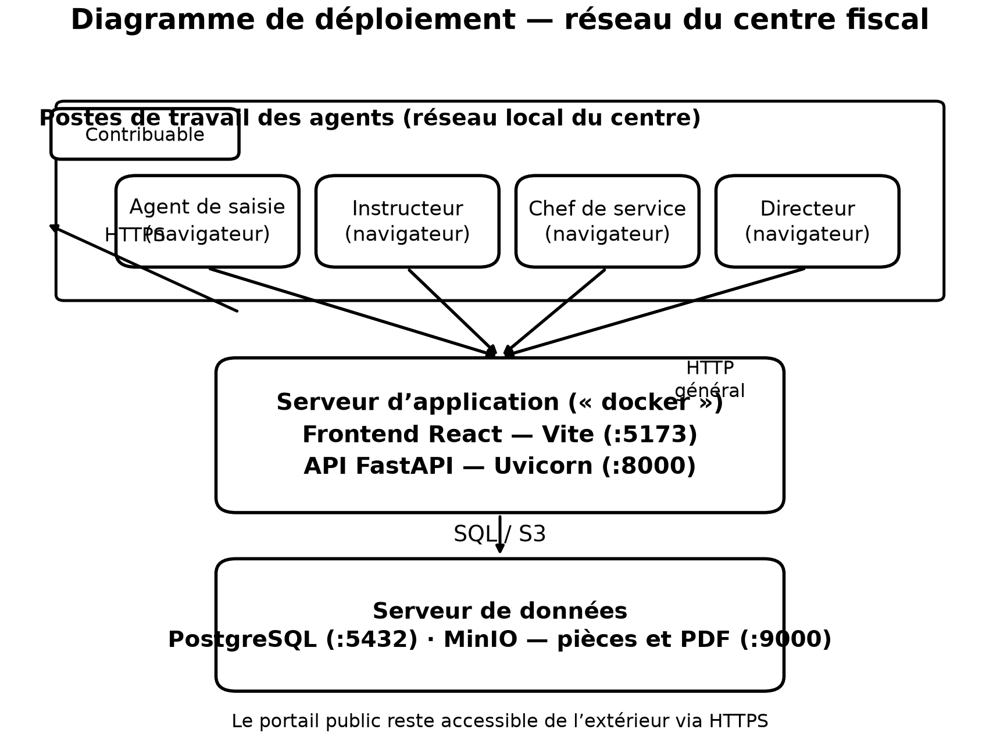 Diagramme de déploiement — réseau du centre fiscal
Postes de travail des agents (réseau local du centre)
Contribuable
Agent de saisie
(navigateur)
Instructeur
(navigateur)
Chef de service
(navigateur)
Directeur
(navigateur)
HTTPS
HTTP
général
Serveur d’application (« docker »)
Frontend React — Vite (:5173)
API FastAPI — Uvicorn (:8000)
SQL / S3
Serveur de données
PostgreSQL (:5432) · MinIO — pièces et PDF (:9000)
Le portail public reste accessible de l’extérieur via HTTPS